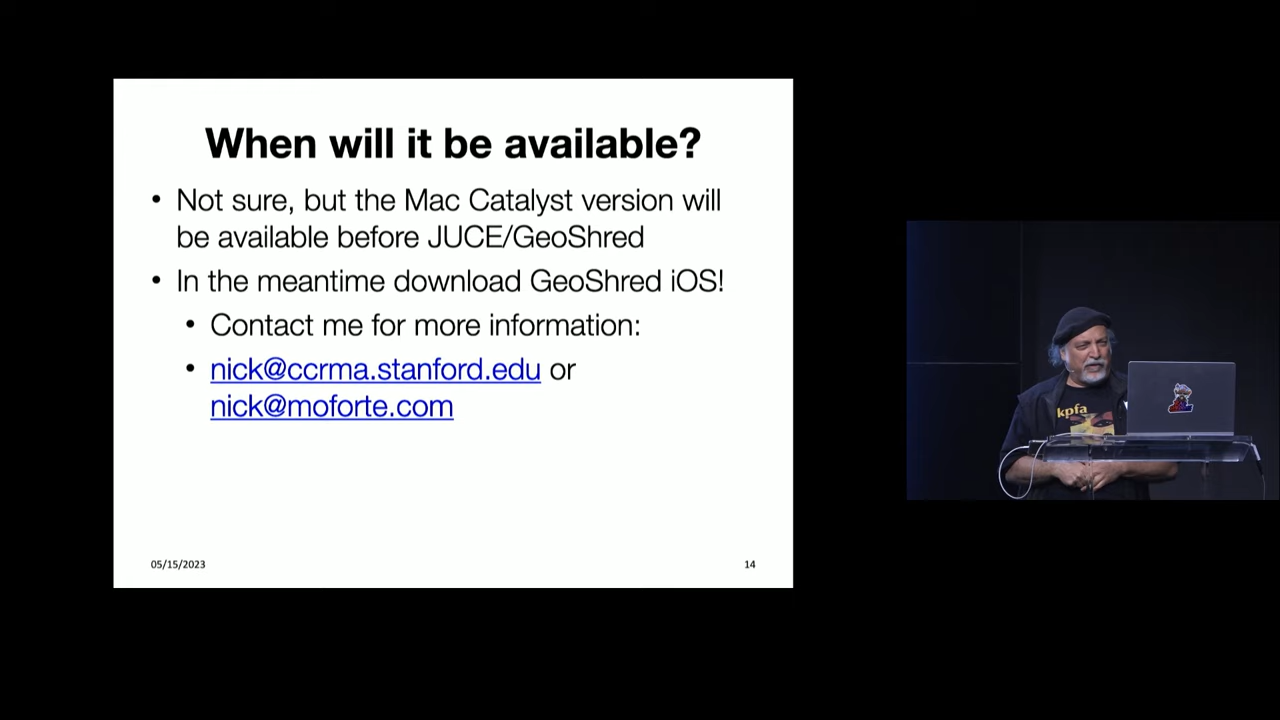 When will it be available?
• Not sure, but the Mac Catalyst version will
be available before JUCE/GeoShred
• In the meantime download GeoShred iOS!
• Contact me for more information:
• nick@ccrma.stanford.edu or
nick@moforte.com
05/15/2023
14
kpfa